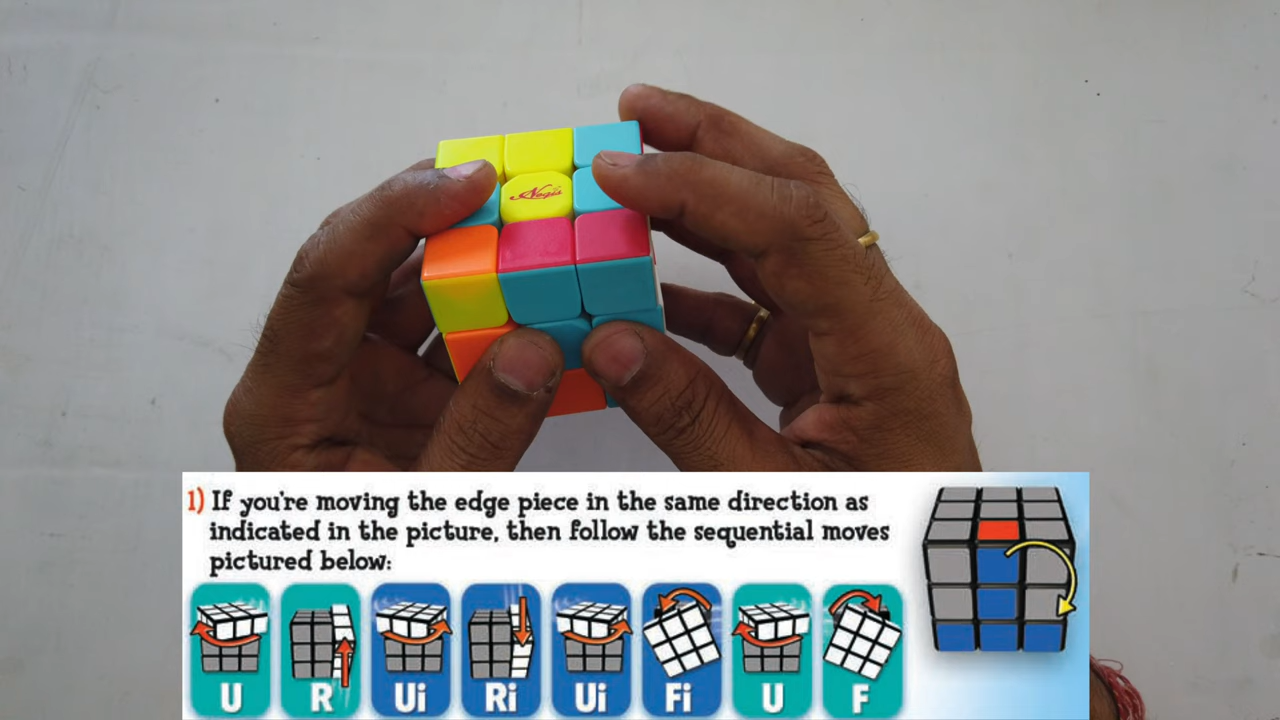 Negis
1) If you're moving the edge piece in the same direction as
indicated in the picture, then follow the sequential moves
pictured below:
U R Ui Ri Ui Fi U F